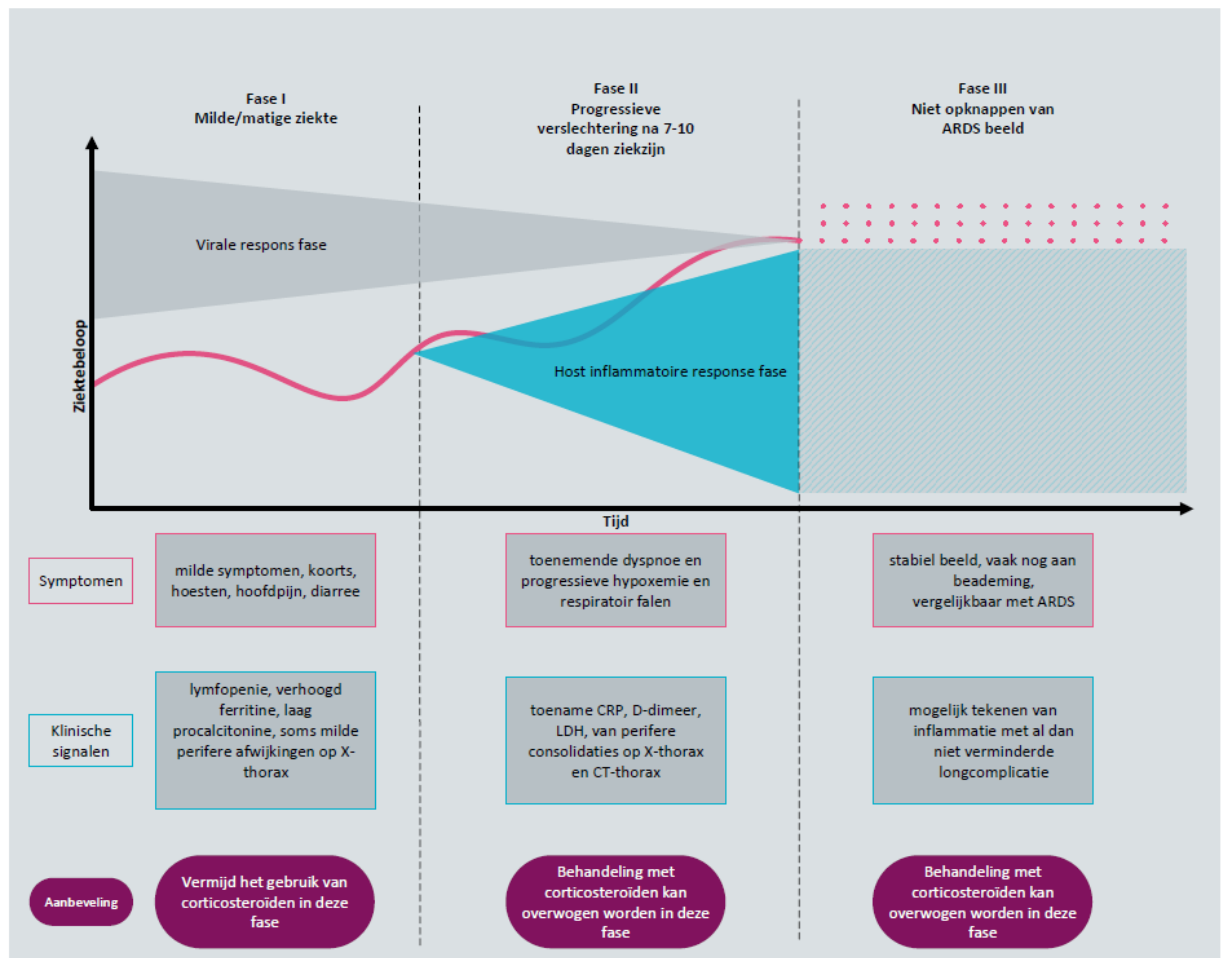 Fase I
Milde/matige ziekte
Fase II
Progressieve
verslechtering na 7-10
dagen ziekzijn
Fase III
Niet opknappen van
ARDS beeld
Virale respons fase
Host inflammatoire response fase
Ziektebeloop
Tijd
Symptomen
milde symptomen, koorts,
hoesten, hoofdpijn, diarree
toenemende dyspnoe en
progressieve hypoxemie en
respiratoir falen
stabiel beeld, vaak nog aan
beademing,
vergelijkbaar met ARDS
Klinische
signalen
lymfopenie, verhoogd
ferritine, laag
procalcitonine, soms milde
perifere afwijkingen op X-
thorax
toename CRP, D-dimeer,
LDH, van perifere
consolidaties op X-thorax
en CT-thorax
mogelijk tekenen van
inflammatie met al dan
niet verminderde
longcomplicatie
Aanbeveling
Vermijd het gebruik van
corticosteroïden in deze
fase
Behandeling met
corticosteroïden kan
overwogen worden in deze
fase
Behandeling met
corticosteroïden kan
overwogen worden in deze
fase